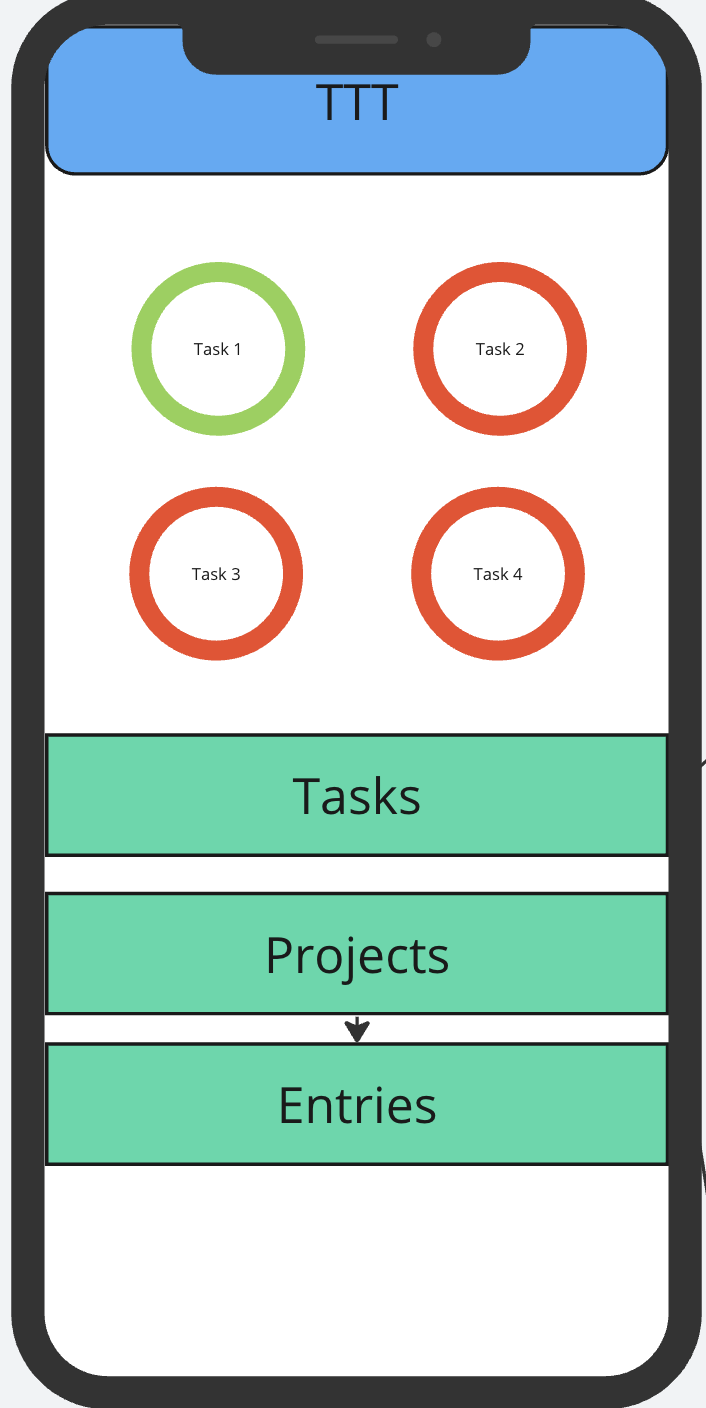 TTT
Task 1
Task 2
Task 3
Task 4
Tasks
Projects
Entries